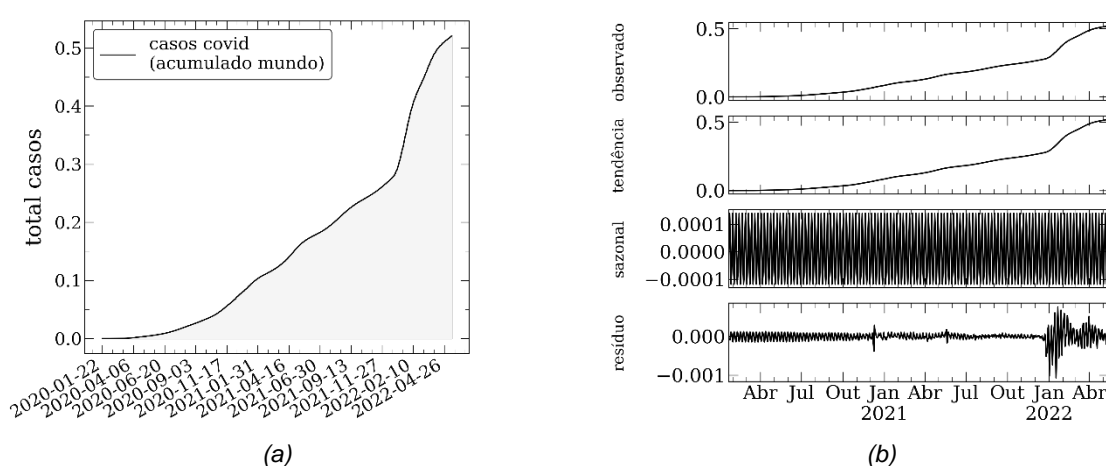 casos covid
(acumulado mundo)
total casos
0.5
0.4
0.3
0.2
0.1
0.0
2020-01-22
2020-04-06
2020-06-20
2020-09-03
2020-11-17
2021-01-31
2021-04-16
2021-06-30
2021-09-13
2021-11-27
2022-02-10
2022-04-26
(a)
observado
0.5
0.0
tendência
0.5
0.0
sazonal
0.0001
0.0000
−0.0001
resíduo
0.000
−0.001
Abr Jul Out Jan Abr Jul Out Jan Abr
2021 2022
(b)